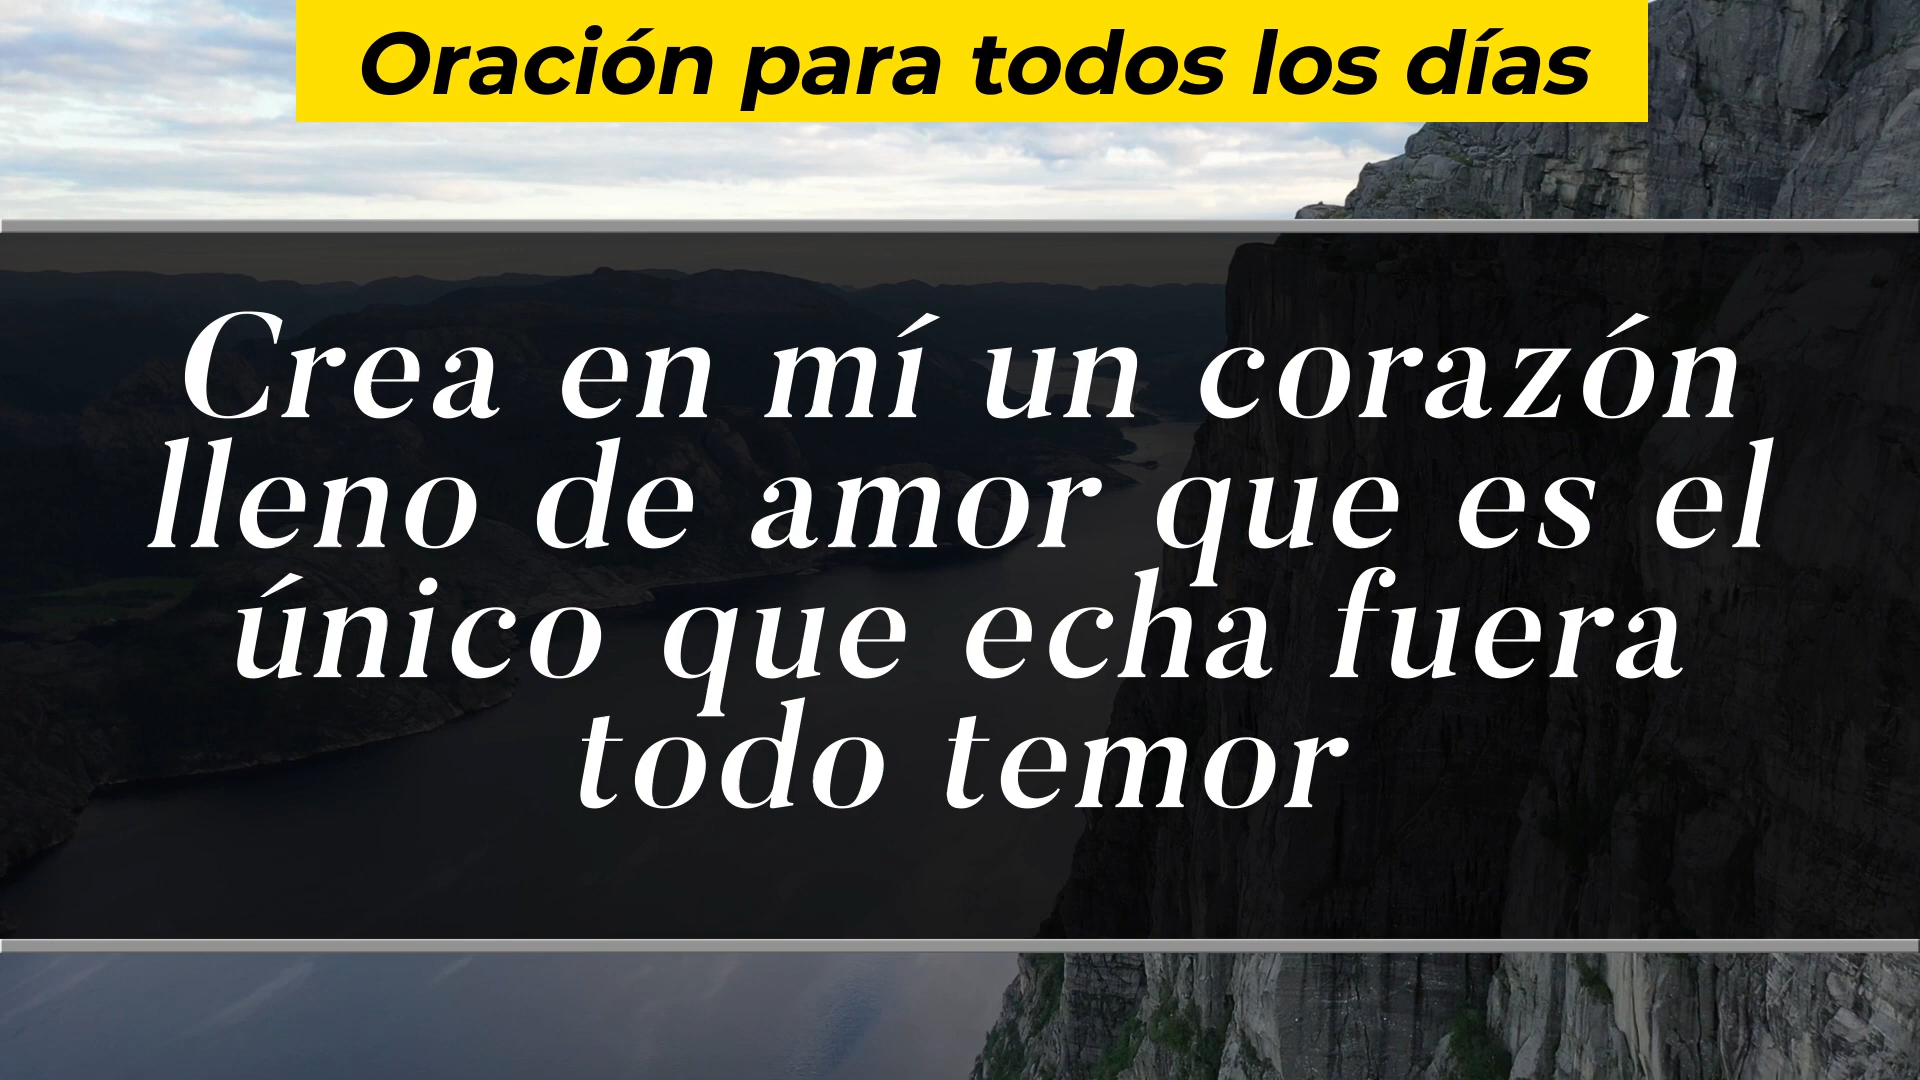 Oración para todos los días
Crea en mí un corazón
lleno de amor que es el
único que echa fuera
todo temor